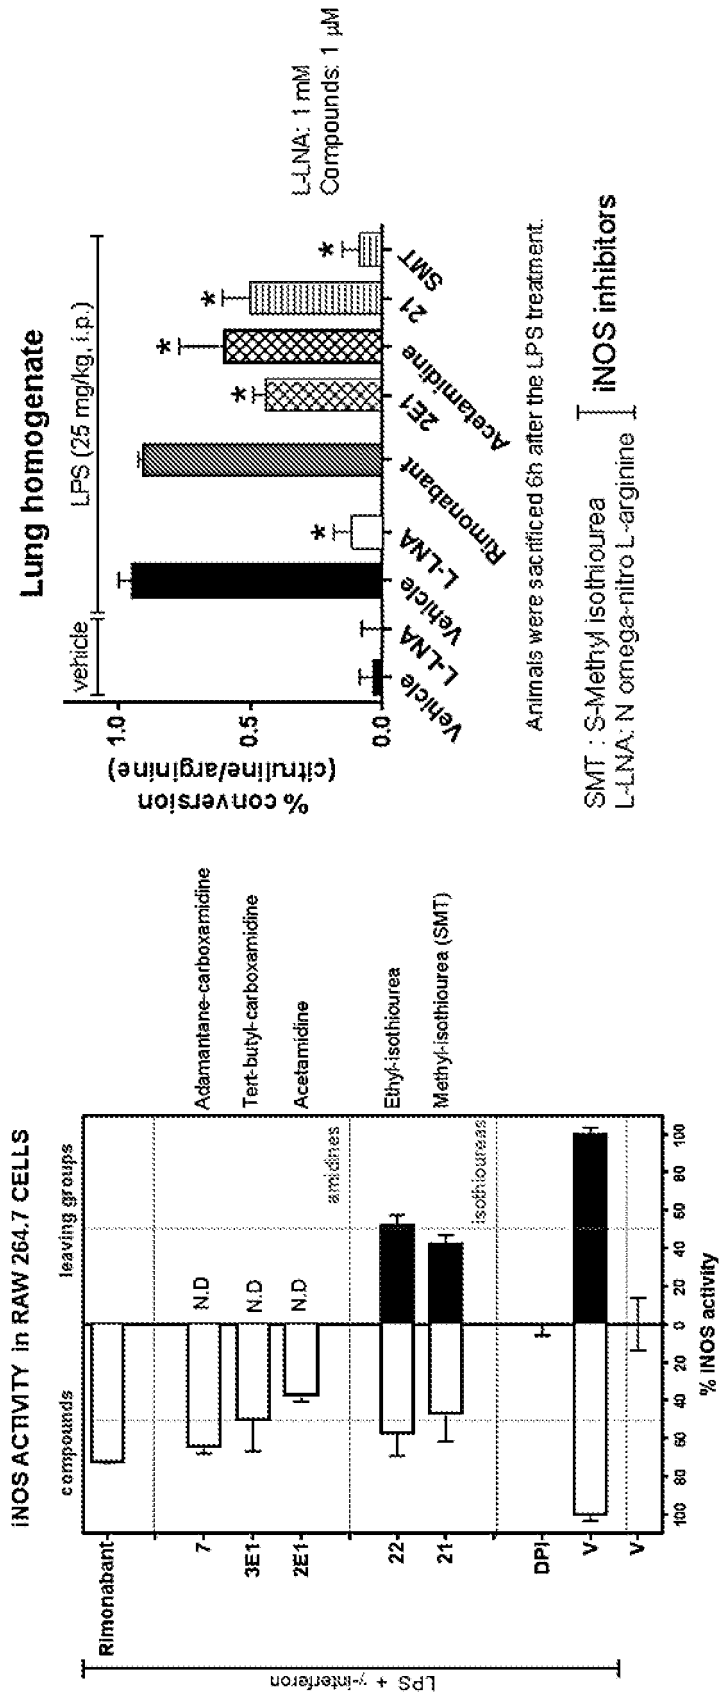 iNOS ACTIVITY in RAW 264.7 CELLS
compounds
leaving groups
LPS + γ-interferon
Rimonabant
7
N.D
Adamantane-carboxamidine
3E1
N.D
Tert-butyl-carboxamidine
2E1
N.D
Acetamidine
amidines
22
Ethyl-isothiourea
21
Methyl-isothiourea (SMT)
isothioureas
DPI
V
V
100 80 60 40 20 0 20 40 60 80 100
% iNOS activity
Lung homogenate
vehicle
LPS (25 mg/kg, i.p.)
% conversion
(citruline/arginine)
1.0
0.5
0.0
*
*
*
*
*
Vehicle
L-LNA
Vehicle
L-LNA
Rimonabant
2E1
Acetamidine
21
SMT
L-LNA: 1 mM
Compounds: 1 µM
Animals were sacrificed 6h after the LPS treatment.
SMT : S-Methyl isothiourea
L-LNA: N omega-nitro L-arginine
iNOS inhibitors